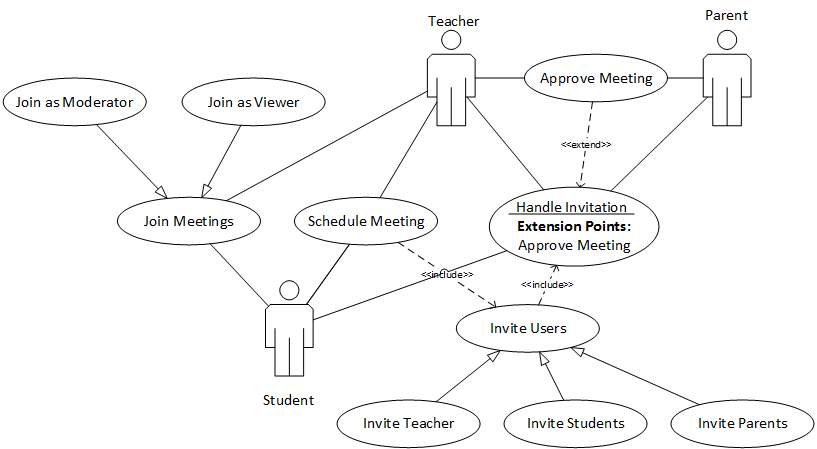 Teacher
Parent
Approve Meeting
Join as Moderator
Join as Viewer
<<extend>>
Handle Invitation
Extension Points:
Approve Meeting
Join Meetings
Schedule Meeting
<<include>>
<<include>>
Invite Users
Student
Invite Teacher
Invite Students
Invite Parents